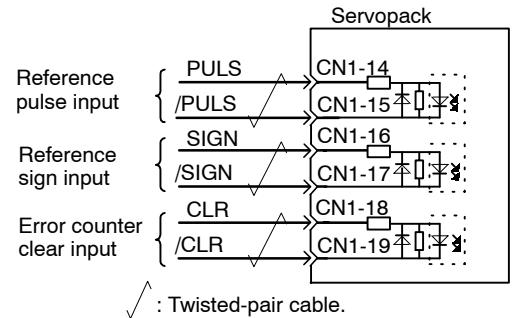 Servopack
Reference
pulse input
PULS
CN1-14
/PULS
CN1-15
Reference
sign input
SIGN
CN1-16
/SIGN
CN1-17
Error counter
clear input
CLR
CN1-18
/CLR
CN1-19
: Twisted-pair cable.